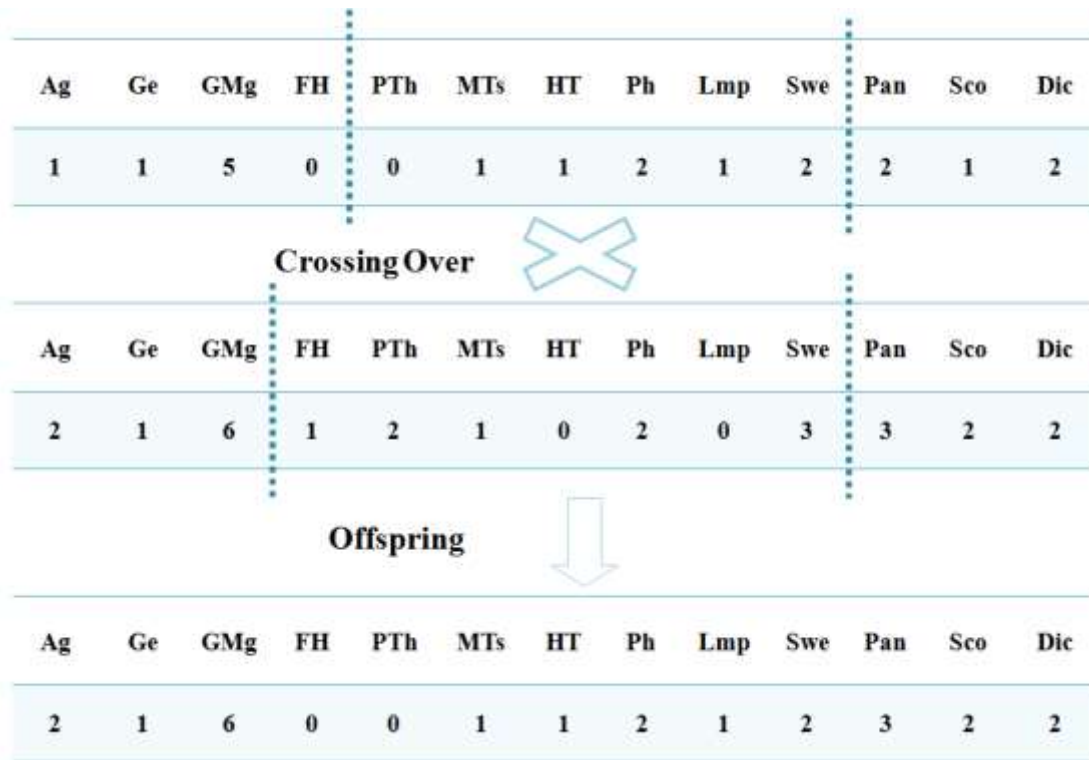 Ag Ge GMg FH PTh MTs HT Ph Lmp Swe Pan Sco Dic
1 1 5 0 0 1 1 2 1 2 2 1 2
Crossing Over
Ag Ge GMg FH PTh MTs HT Ph Lmp Swe Pan Sco Dic
2 1 6 1 2 1 0 2 0 3 3 2 2
Offspring
Ag Ge GMg FH PTh MTs HT Ph Lmp Swe Pan Sco Dic
2 1 6 0 0 1 1 2 1 2 3 2 2